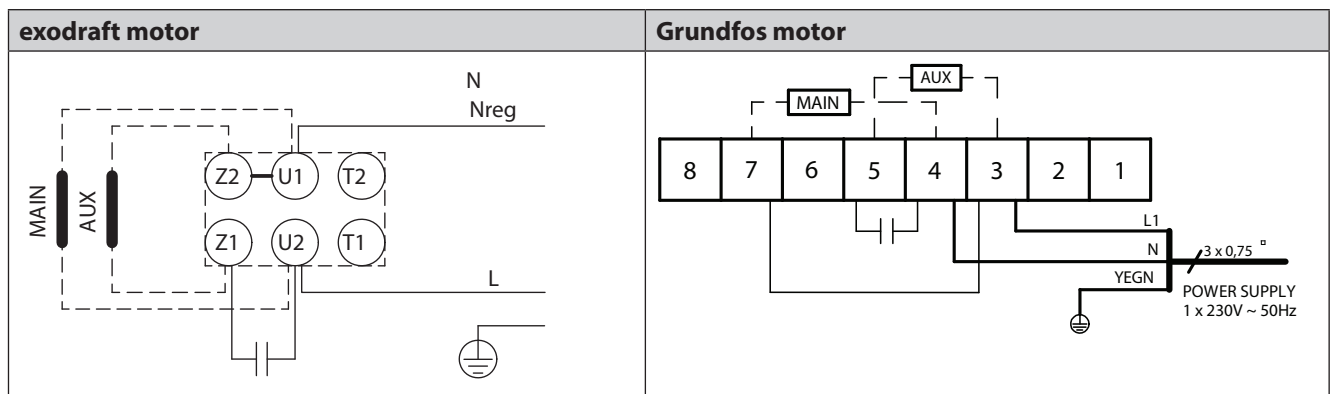 exodraft motor
Grundfos motor
N
Nreg
MAIN
AUX
Z2
U1
T2
Z1
U2
T1
L
AUX
MAIN
8 7 6 5 4 3 2 1
L1
N
3 x 0,75 ¤
YEGN
POWER SUPPLY
1 x 230V ~ 50Hz